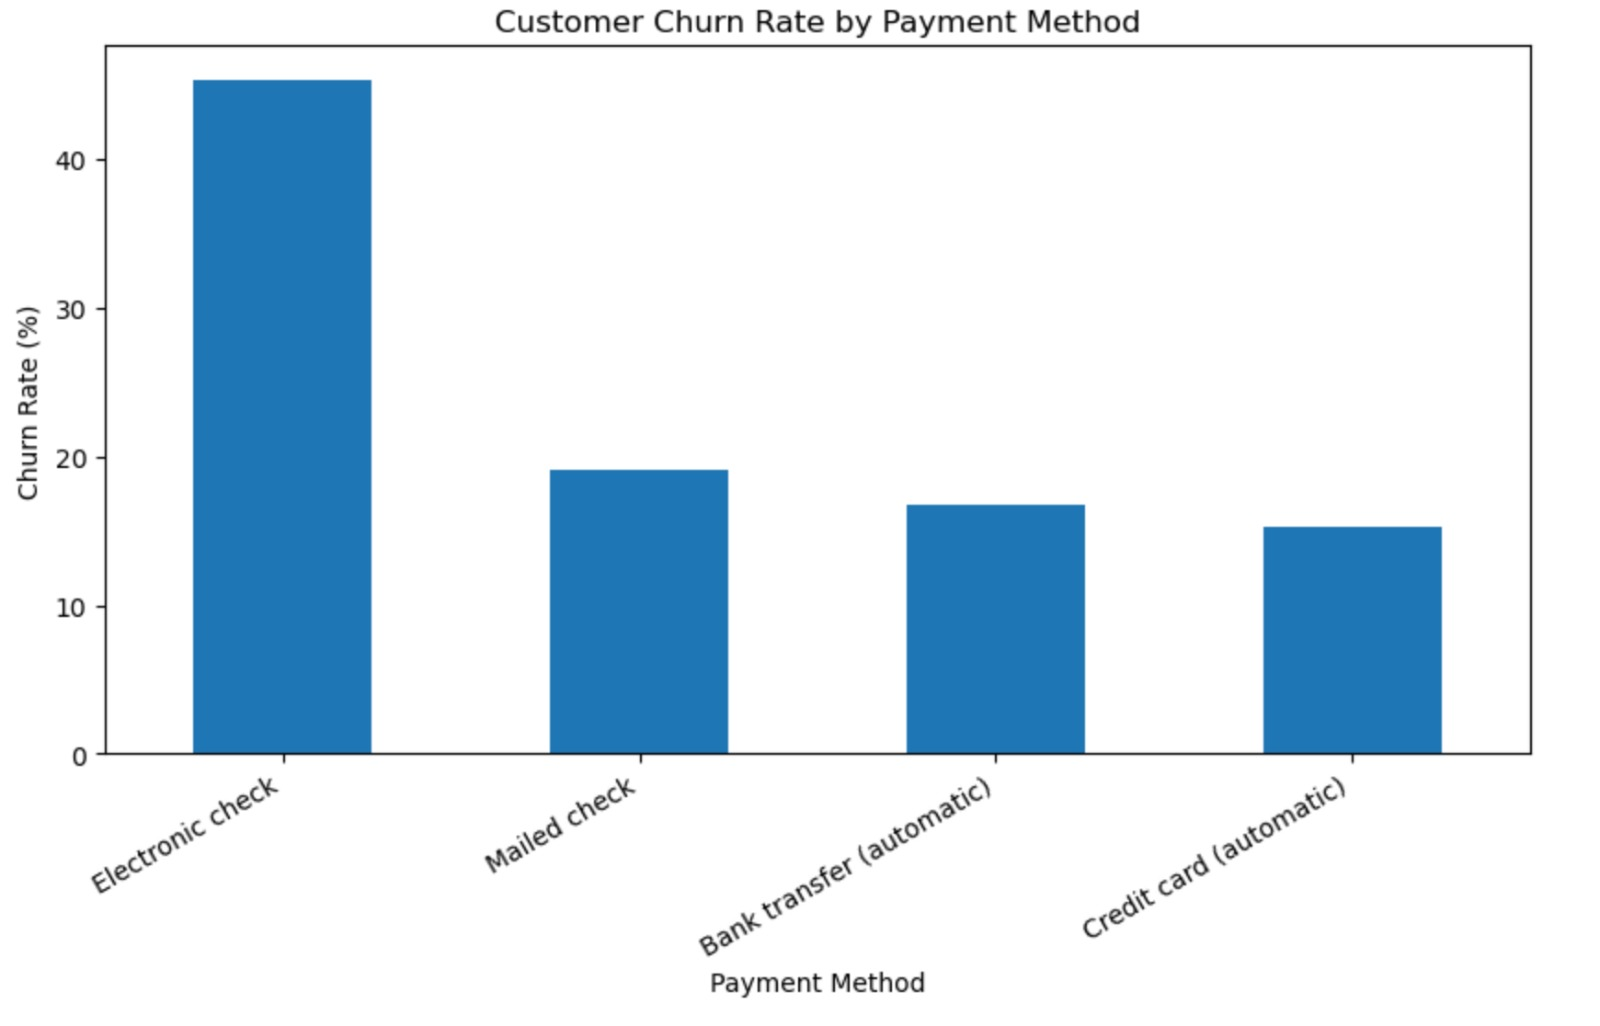 Customer Churn Rate by Payment Method
Churn Rate (%)
40
30
20
10
0
Electronic check
Mailed check
Bank transfer (automatic)
Credit card (automatic)
Payment Method